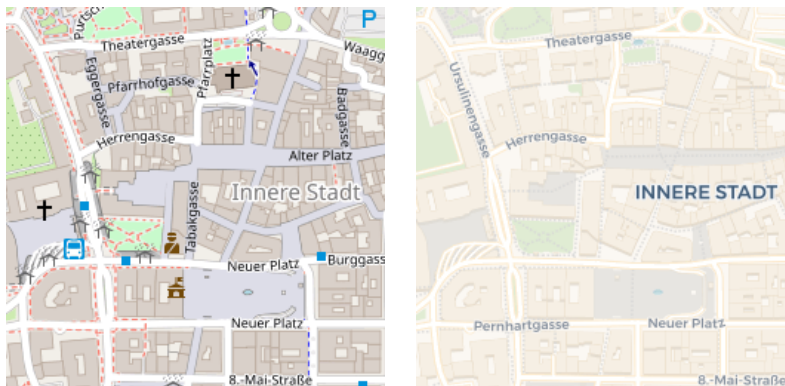 Theatergasse
Waagg
Pfarrplatz
Eggergasse
Pfarrhofgasse
Badgasse
Herrengasse
Alter Platz
Innere Stadt
Tabakgasse
Neuer Platz
Burggass
Neuer Platz
8.-Mai-Straße
P
Theatergasse
Ursulinengasse
Herrengasse
INNERE STADT
Pernhartgasse
Neuer Platz
8.-Mai-Straße